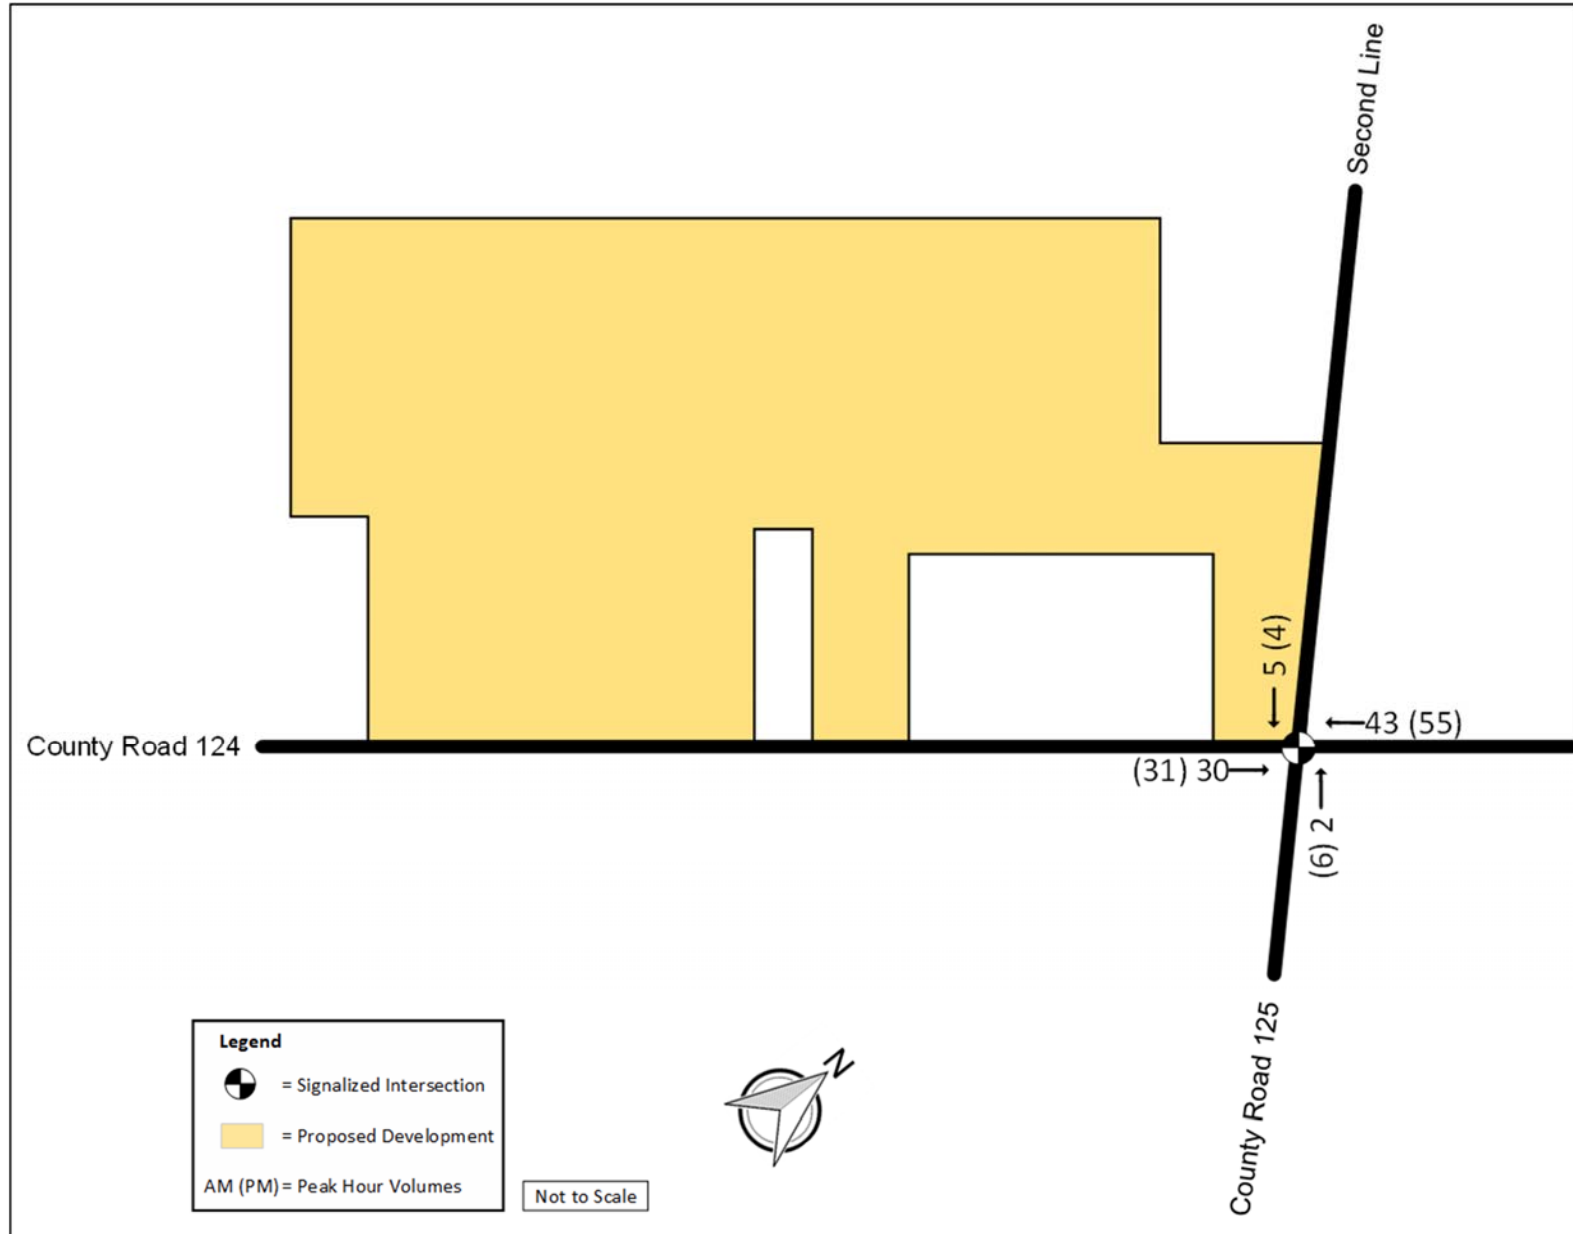 Second Line
5 (4)
43 (55)
County Road 124
(31) 30
(6) 2
County Road 125
Legend
= Signalized Intersection
= Proposed Development
AM (PM) = Peak Hour Volumes
Not to Scale
N